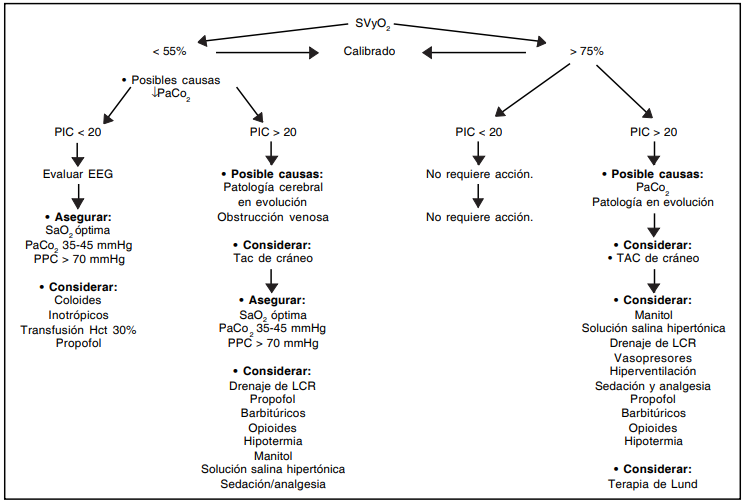 SVyO2
< 55%
Calibrado
> 75%
• Posibles causas
↓PaCo2
PIC < 20
Evaluar EEG
• Asegurar:
SaO2 óptima
PaCO2 35-45 mmHg
PPC > 70 mmHg
• Considerar:
Coloides
Inotrópicos
Transfusión Hct 30%
Propofol
PIC > 20
• Posible causas:
Patología cerebral
en evolución
Obstrucción venosa
• Considerar:
Tac de cráneo
• Asegurar:
SaO2 óptima
PaCO2 35-45 mmHg
PPC > 70 mmHg
• Considerar:
Drenaje de LCR
Propofol
Barbitúricos
Opioides
Hipotermia
Manitol
Solución salina hipertónica
Sedación/analgesia
PIC < 20
No requiere acción.
No requiere acción.
PIC > 20
• Posible causas:
PaCO2
Patología en evolución
• Considerar:
• TAC de cráneo
• Considerar:
Manitol
Solución salina hipertónica
Drenaje de LCR
Vasopresores
Hiperventilación
Sedación y analgesia
Propofol
Barbitúricos
Opioides
Hipotermia
• Considerar:
Terapia de Lund